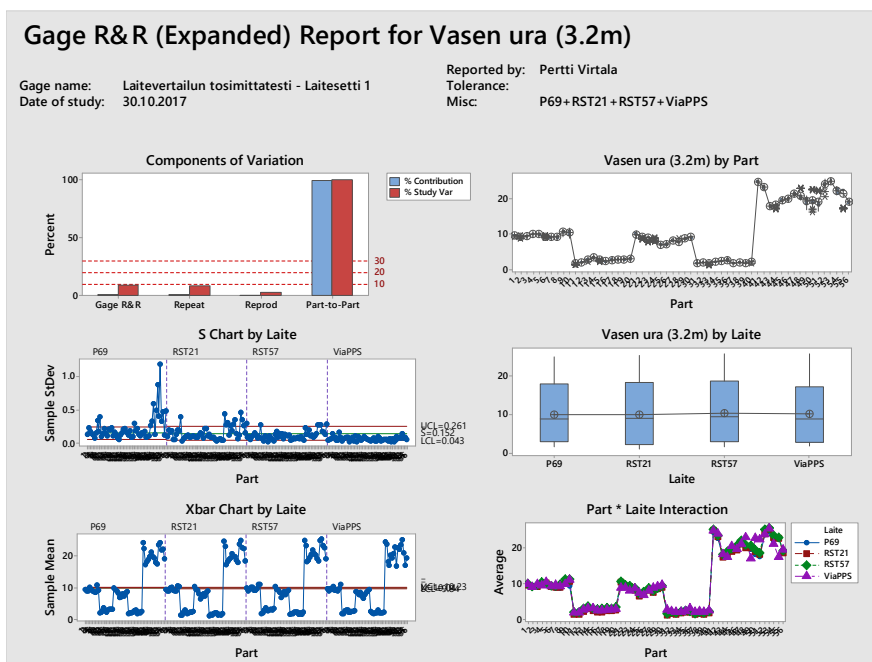 Gage R&R (Expanded) Report for Vasen ura (3.2m)
Gage name: Laitevertailun tosimittatesti - Laitesetti 1
Date of study: 30.10.2017
Reported by: Pertti Virtala
Tolerance:
Misc: P69+RST21+RST57+ViaPPS
Components of Variation
% Contribution
% Study Var
Percent
100
50
0
30
20
10
Gage R&R Repeat Reprod Part-to-Part
Vasen ura (3.2m) by Part
20
10
0
Part
S Chart by Laite
P69 RST21 RST57 ViaPPS
Sample StDev
1.0
0.5
0.0
UCL=0.261
S=0.152
LCL=0.043
Part
Vasen ura (3.2m) by Laite
20
10
0
P69 RST21 RST57 ViaPPS
Laite
Xbar Chart by Laite
P69 RST21 RST57 ViaPPS
Sample Mean
20
10
0
Part
Part * Laite Interaction
Average
20
10
0
Part
Laite
P69
RST21
RST57
ViaPPS